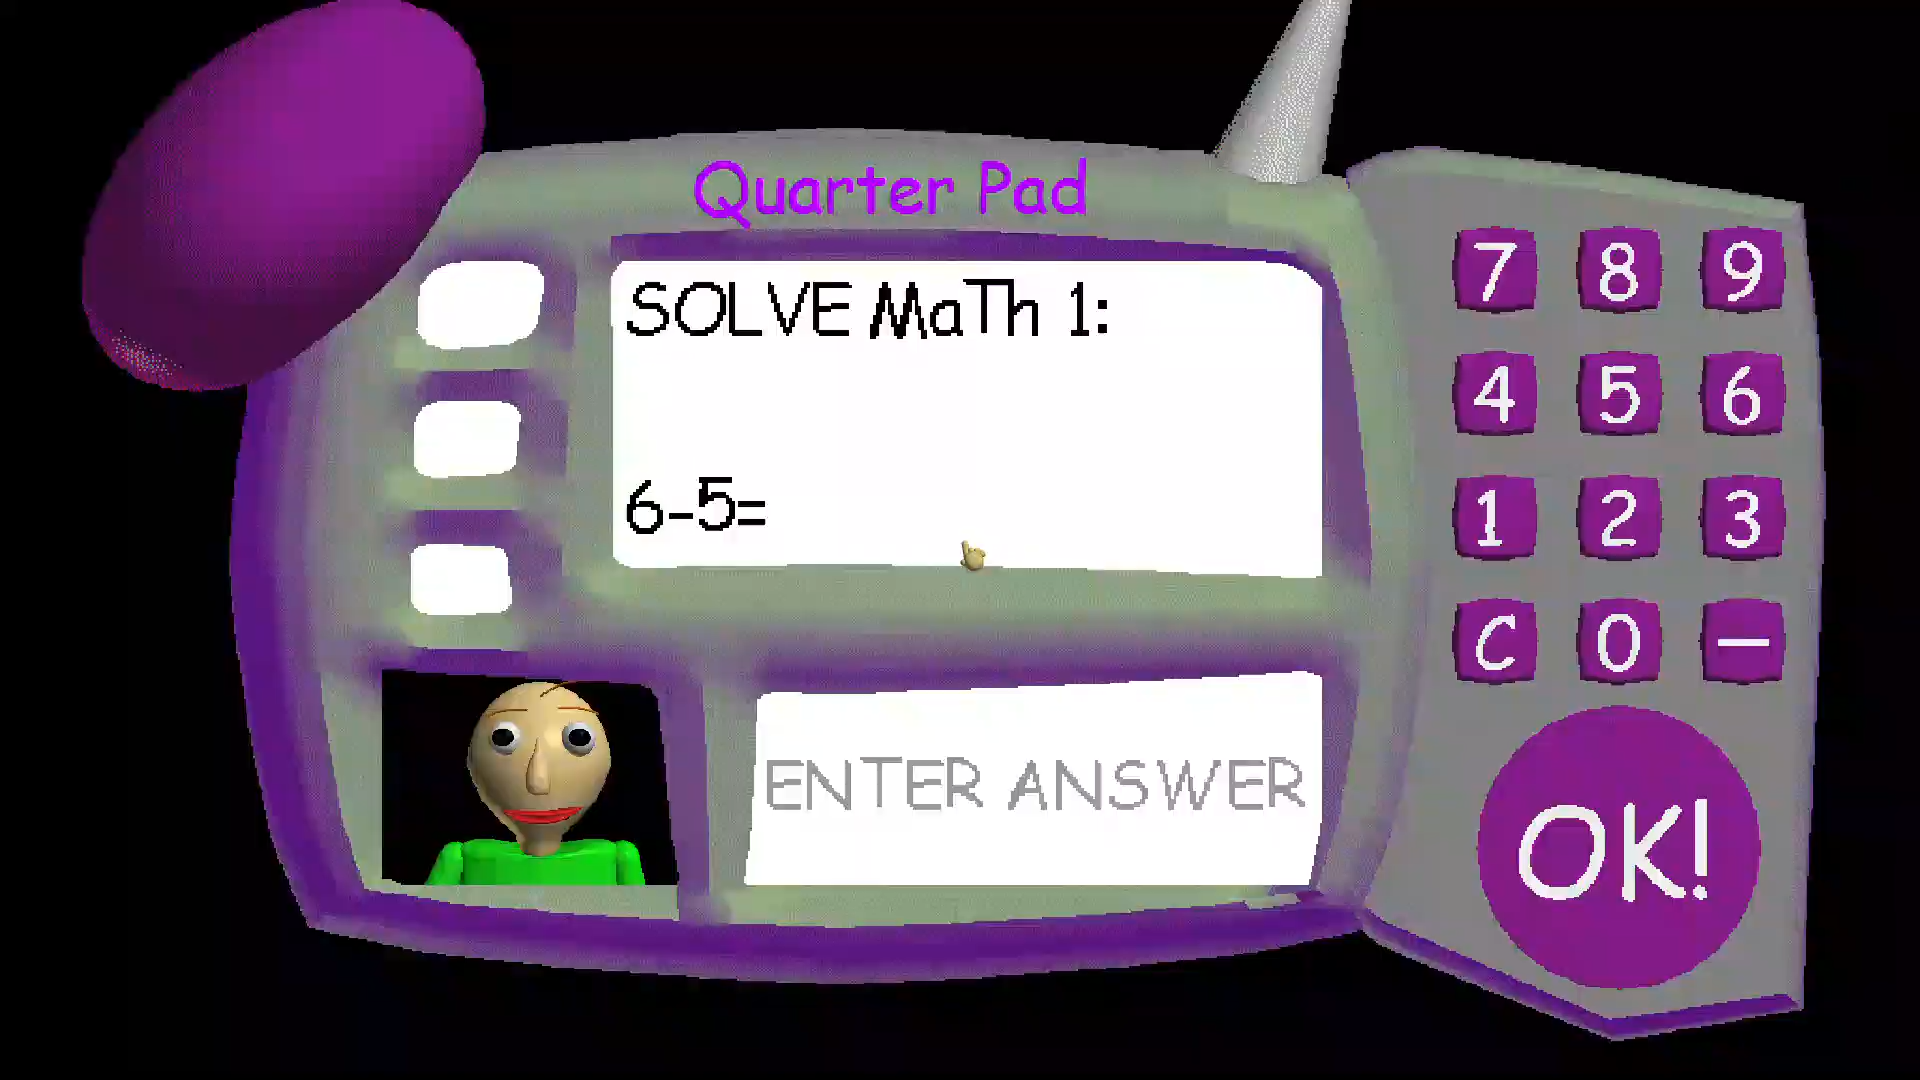 Quarter Pad
SOLVE MaTh 1:
6-5=
ENTER ANSWER
7 8 9
4 5 6
1 2 3
C 0 —
OK!